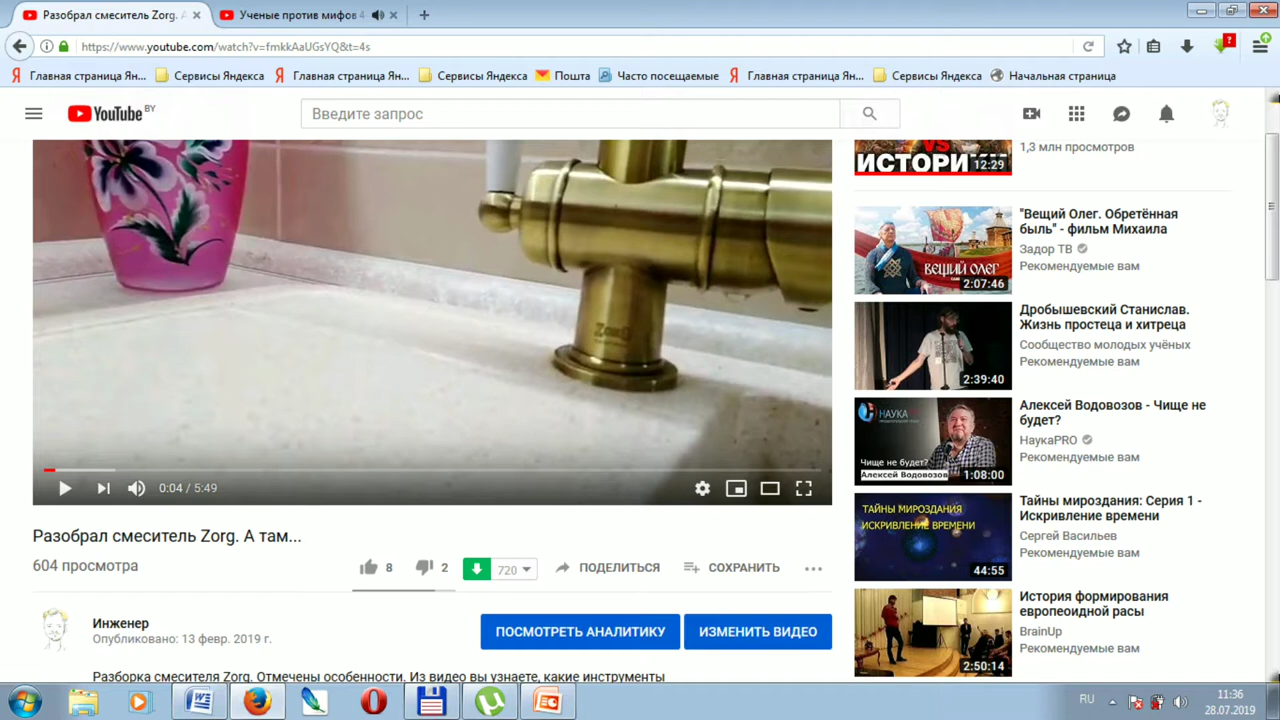 Разобрал смеситель Zorg. А
Ученые против мифов 4
https://www.youtube.com/watch?v=fmkkAaUGsYQ&t=4s
Главная страница Ян...
Сервисы Яндекса
Главная страница Ян...
Сервисы Яндекса
Почта
Часто посещаемые
Главная страница Ян...
Сервисы Яндекса
Начальная страница
YouTube BY
Введите запрос
Zorg
0:04 / 5:49
Разобрал смеситель Zorg. А там...
604 просмотра
8
2
720
ПОДЕЛИТЬСЯ
СОХРАНИТЬ
Инженер
Опубликовано: 13 февр. 2019 г.
ПОСМОТРЕТЬ АНАЛИТИКУ
ИЗМЕНИТЬ ВИДЕО
Разборка смесителя Zorg. Отмечены особенности. Из видео вы узнаете, какие инструменты
VS
ИСТОРИКИ
12:29
1,3 млн просмотров
ВЕЩИЙ ОЛЕГ
2:07:46
"Вещий Олег. Обретённая
быль" - фильм Михаила
Задор ТВ
Рекомендуемые вам
2:39:40
Дробышевский Станислав.
Жизнь простеца и хитреца
Сообщество молодых учёных
Рекомендуемые вам
НАУКА
Чище не будет?
Алексей Водовозов
1:08:00
Алексей Водовозов - Чище не
будет?
НаукаPRO
Рекомендуемые вам
ТАЙНЫ МИРОЗДАНИЯ
ИСКРИВЛЕНИЕ ВРЕМЕНИ
44:55
Тайны мироздания: Серия 1 -
Искривление времени
Сергей Васильев
Рекомендуемые вам
2:50:14
История формирования
европеоидной расы
BrainUp
Рекомендуемые вам
RU
11:36
28.07.2019